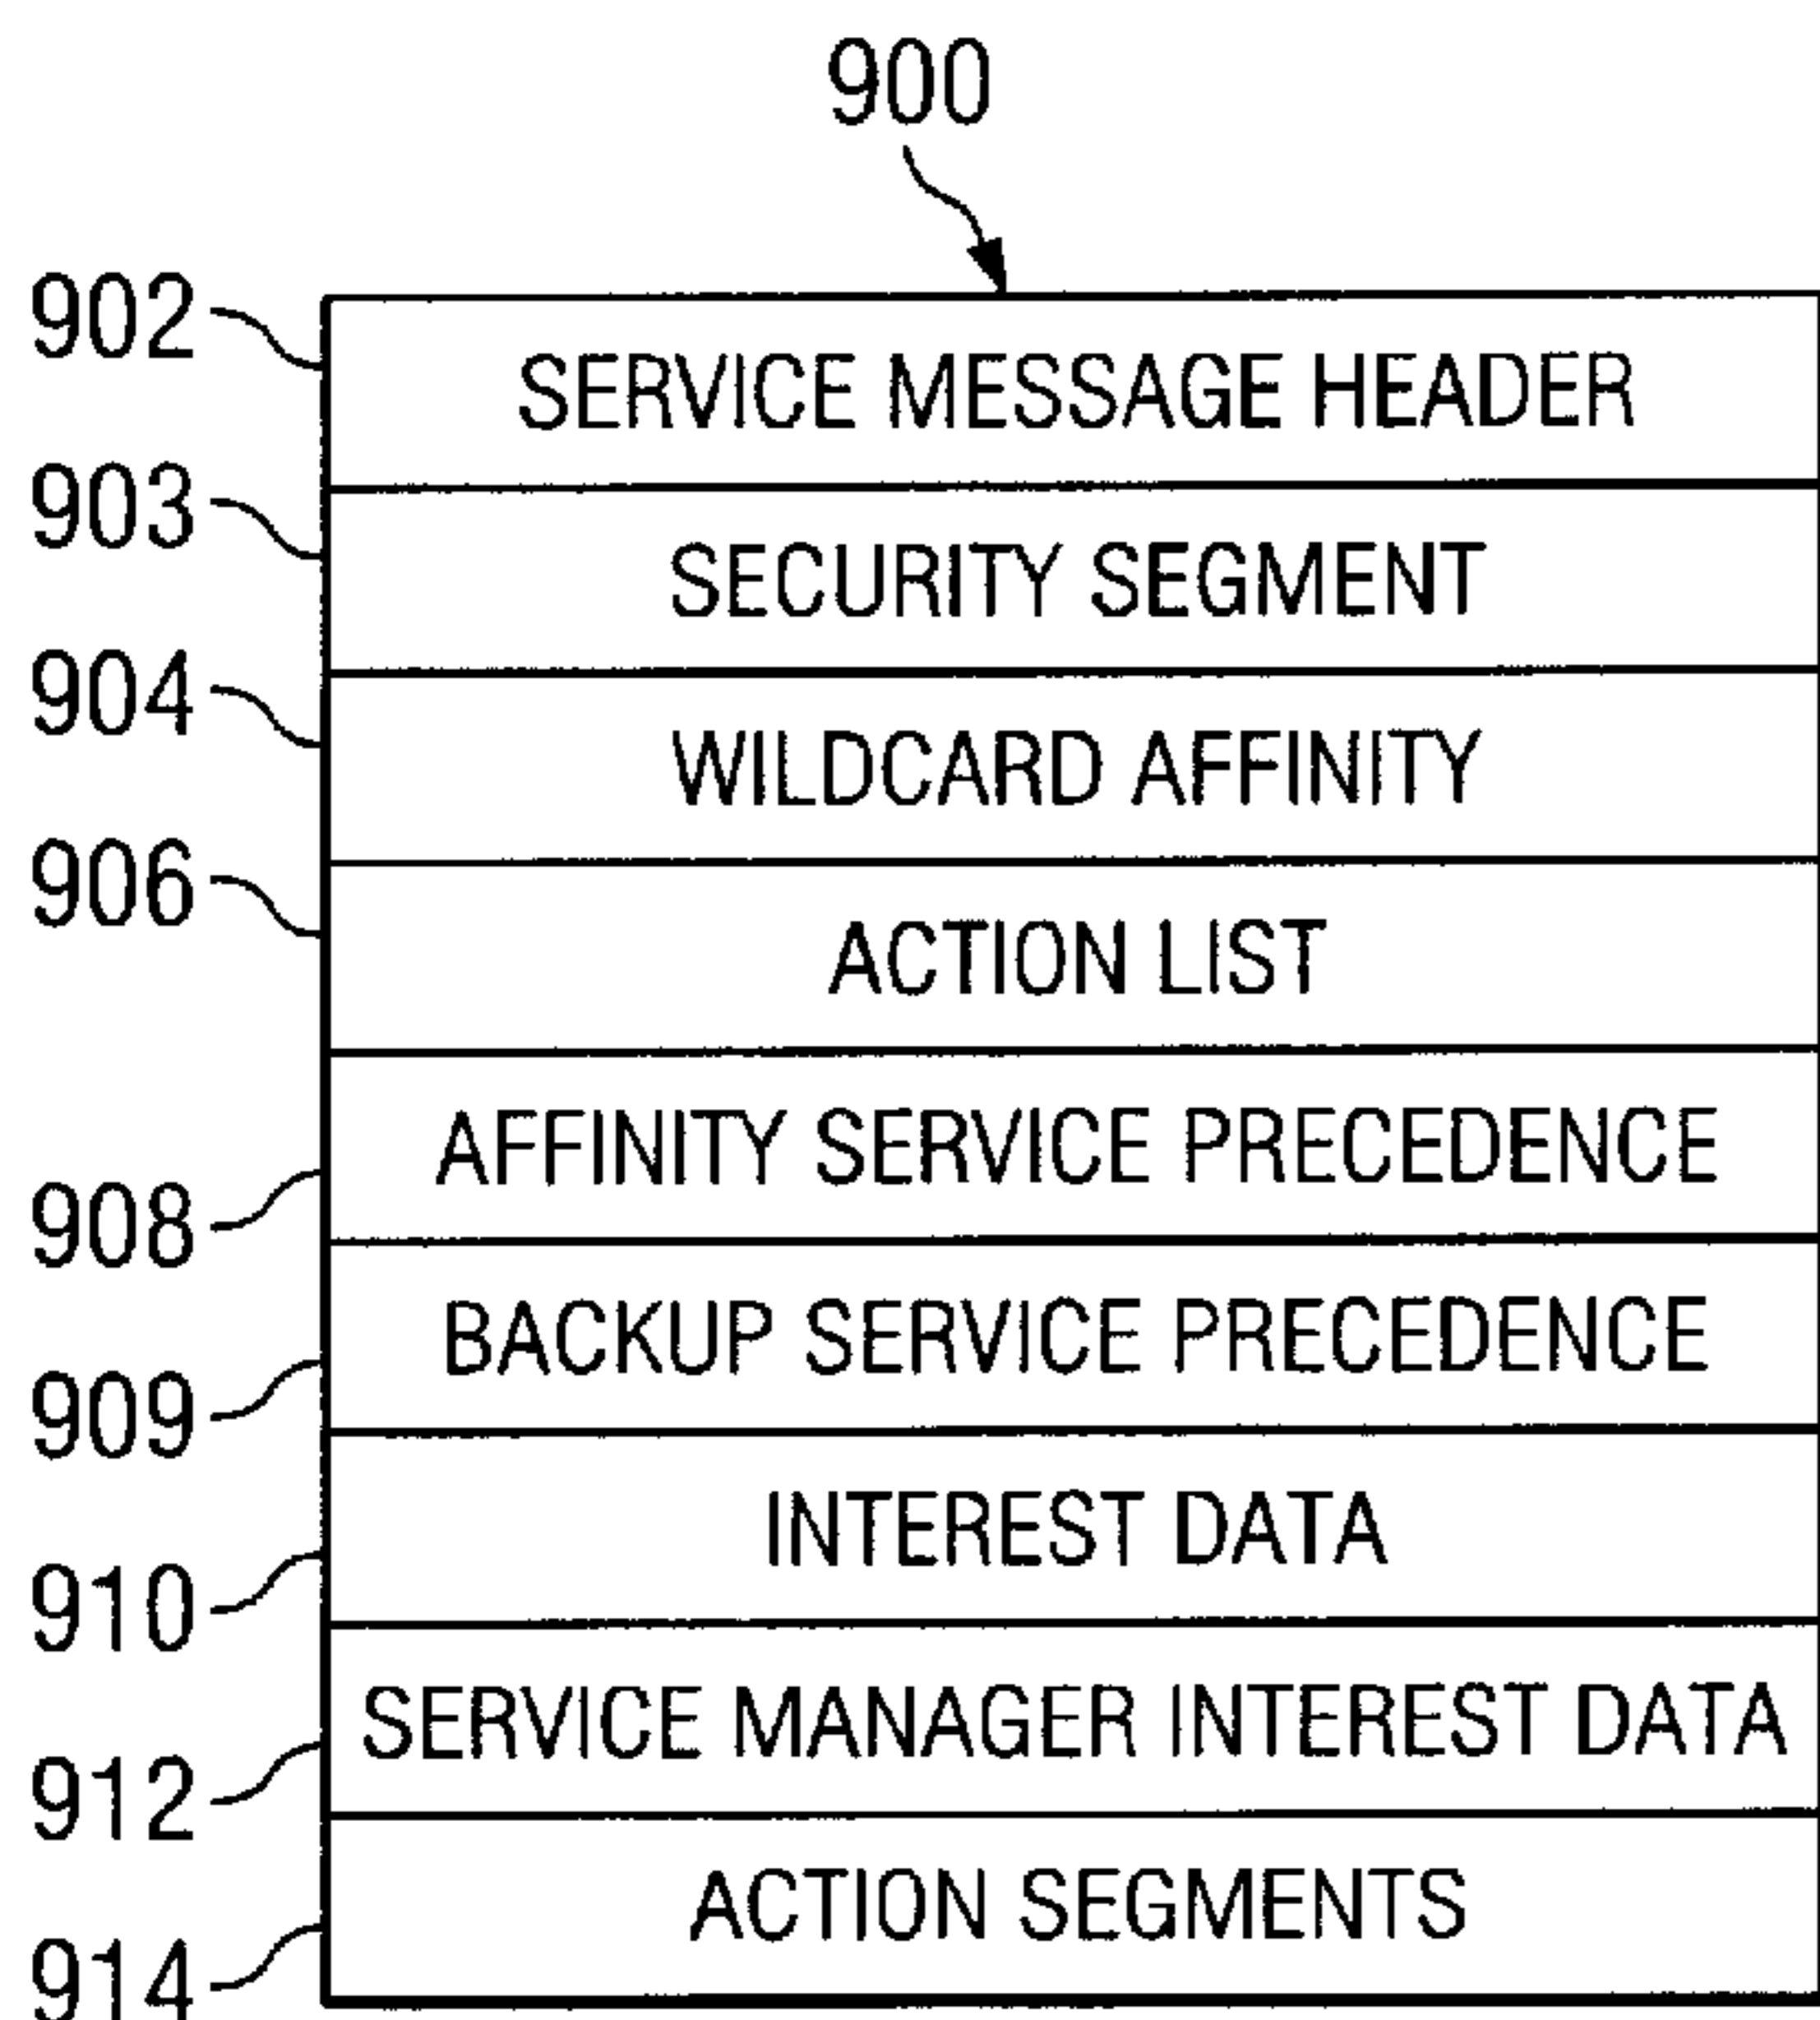 900
902 SERVICE MESSAGE HEADER
903 SECURITY SEGMENT
904 WILDCARD AFFINITY
906 ACTION LIST
908 AFFINITY SERVICE PRECEDENCE
909 BACKUP SERVICE PRECEDENCE
910 INTEREST DATA
912 SERVICE MANAGER INTEREST DATA
914 ACTION SEGMENTS